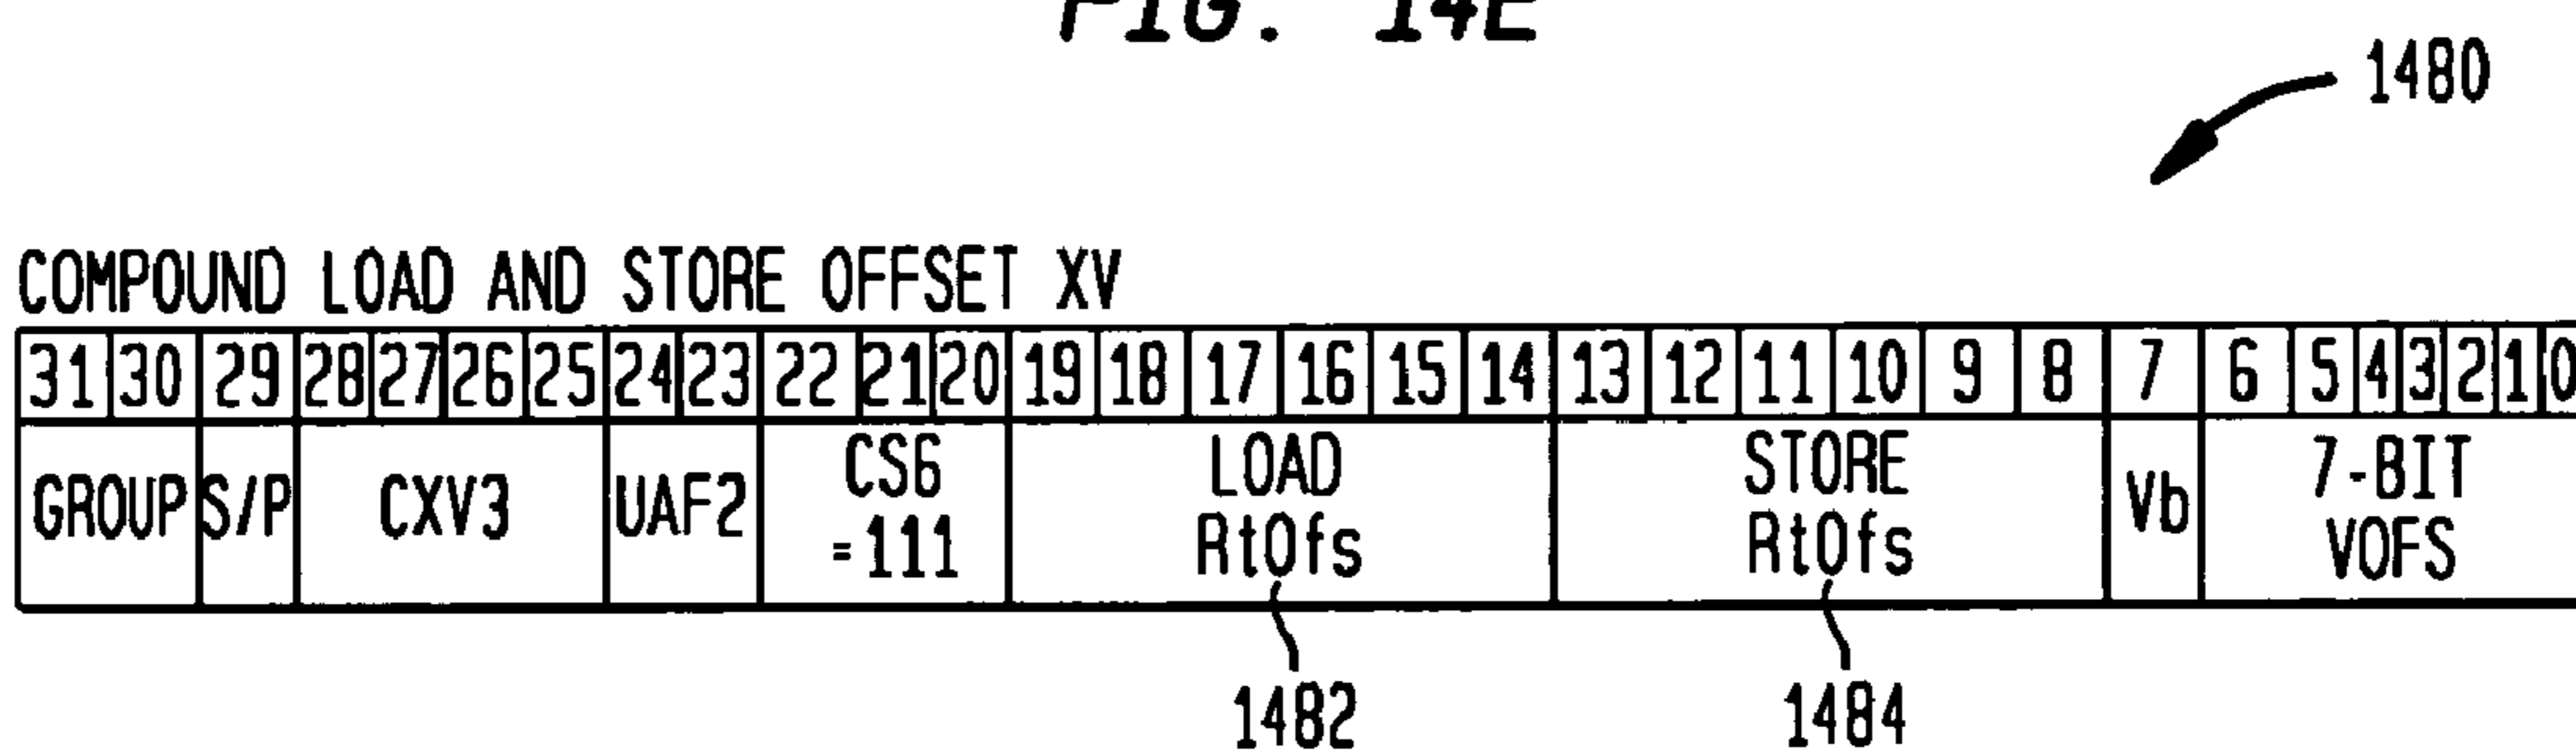 FIG. 14E
1480
COMPOUND LOAD AND STORE OFFSET XV
31 30 29 28 27 26 25 24 23 22 21 20 19 18 17 16 15 14 13 12 11 10 9 8 7 6 5 4 3 2 1 0
GROUP S/P CXV3 UAF2 CS6 =111 LOAD RtOfs STORE RtOfs Vb 7-BIT VOFS
1482 1484